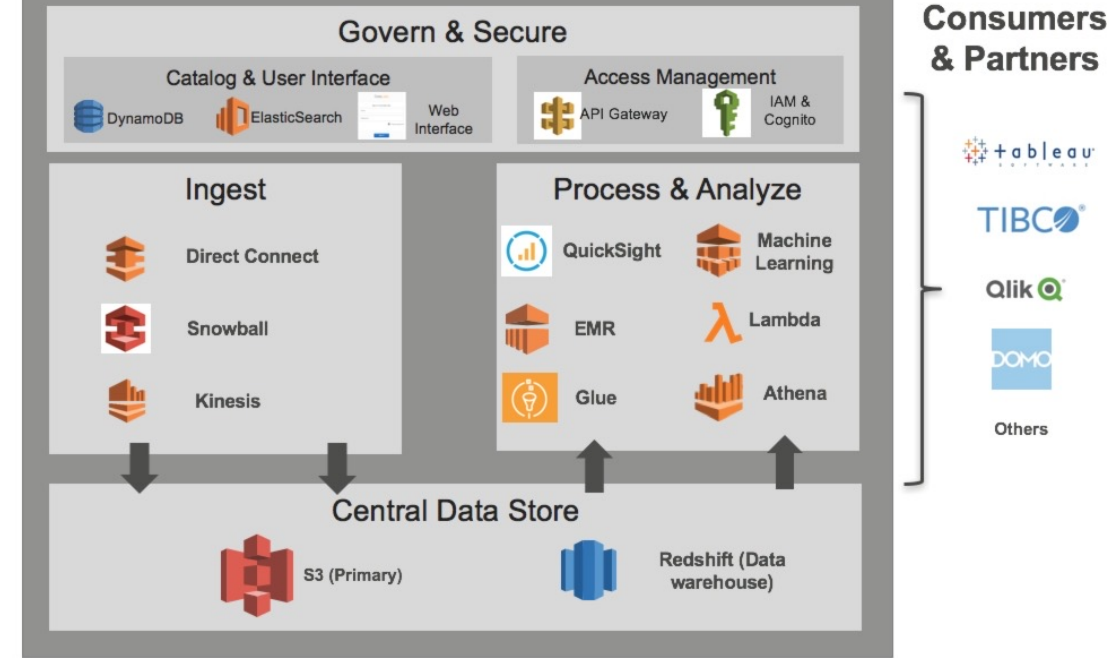 Govern & Secure
Catalog & User Interface
DynamoDB
ElasticSearch
Web
Interface
Access Management
API Gateway
IAM &
Cognito
Ingest
Direct Connect
Snowball
Kinesis
Process & Analyze
QuickSight
Machine
Learning
EMR
Lambda
Glue
Athena
Central Data Store
S3 (Primary)
Redshift (Data
warehouse)
Consumers
& Partners
+ableau
SOFTWARE
TIBCO®
Qlik
DOMO
Others